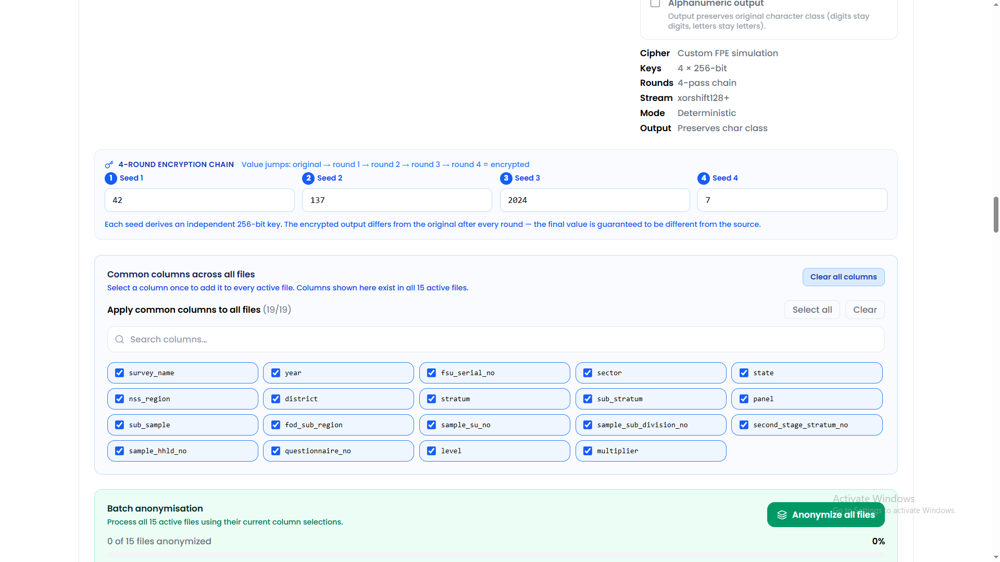 Alphanumeric output
Output preserves original character class (digits stay
digits, letters stay letters).
Cipher Custom FPE simulation
Keys 4 × 256-bit
Rounds 4-pass chain
Stream xorshift128+
Mode Deterministic
Output Preserves char class
4-ROUND ENCRYPTION CHAIN Value jumps: original → round 1 → round 2 → round 3 → round 4 = encrypted
1 Seed 1 2 Seed 2 3 Seed 3 4 Seed 4
42 137 2024 7
Each seed derives an independent 256-bit key. The encrypted output differs from the original after every round — the final value is guaranteed to be different from the source.
Common columns across all files
Clear all columns
Select a column once to add it to every active file. Columns shown here exist in all 15 active files.
Apply common columns to all files (19/19) Select all Clear
Search columns...
survey_name year fsu_serial_no sector state
nss_region district stratum sub_stratum panel
sub_sample fod_sub_region sample_su_no sample_sub_division_no second_stage_stratum_no
sample_hhld_no questionnaire_no level multiplier
Batch anonymisation
Process all 15 active files using their current column selections.
Anonymize all files
0 of 15 files anonymized 0%
Activate Windows
Go to Settings to activate Windows.